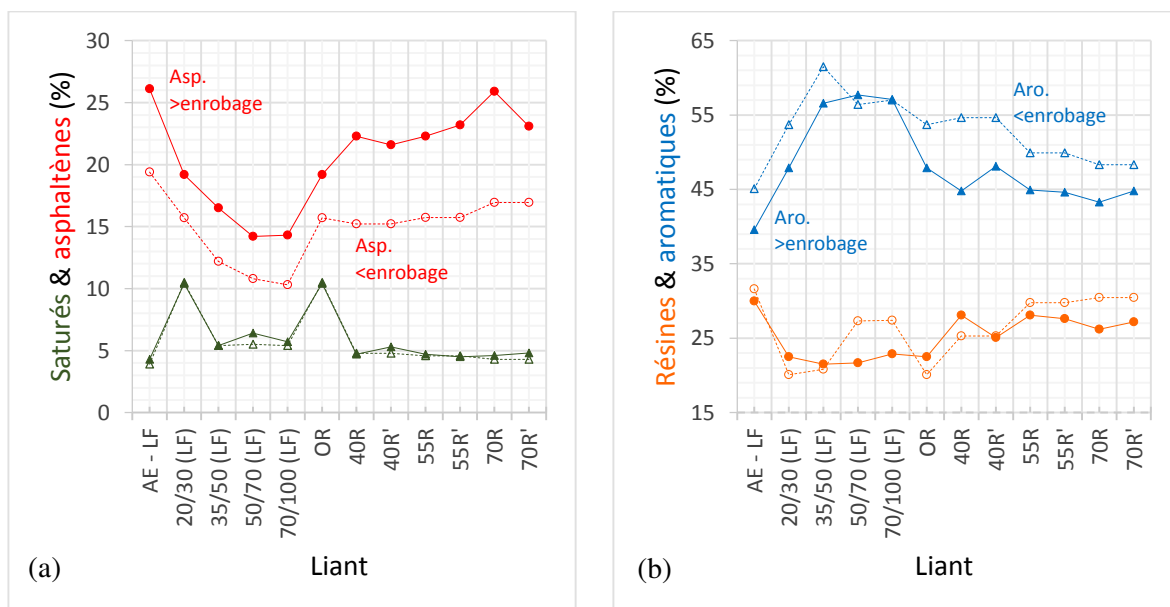 30
25
20
15
10
5
0
Saturés & asphaltènes (%)
Asp.
>enrobage
Asp.
<enrobage
AE - LF
20/30 (LF)
35/50 (LF)
50/70 (LF)
70/100 (LF)
OR
40R
40R'
55R
55R'
70R
70R'
(a)
Liant
65
55
45
35
25
15
Résines & aromatiques (%)
Aro.
<enrobage
Aro.
>enrobage
AE - LF
20/30 (LF)
35/50 (LF)
50/70 (LF)
70/100 (LF)
OR
40R
40R'
55R
55R'
70R
70R'
(b)
Liant